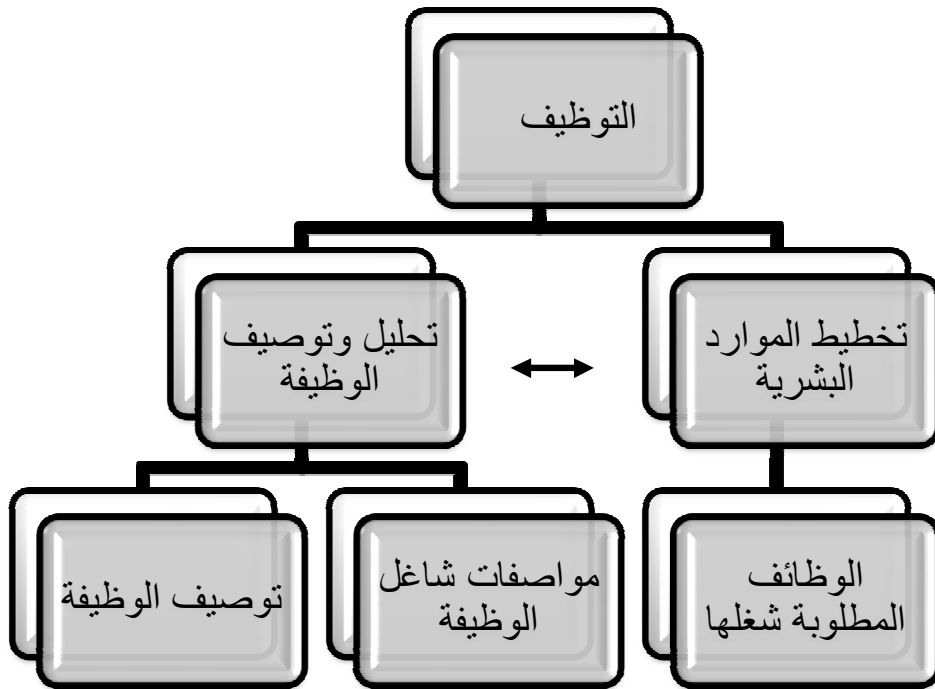 التوظيف
تخطيط الموارد
البشرية
تحليل وتوصيف
الوظيفة
الوظائف
المطلوبة شغلها
مواصفات شاغل
الوظيفة
توصيف الوظيفة